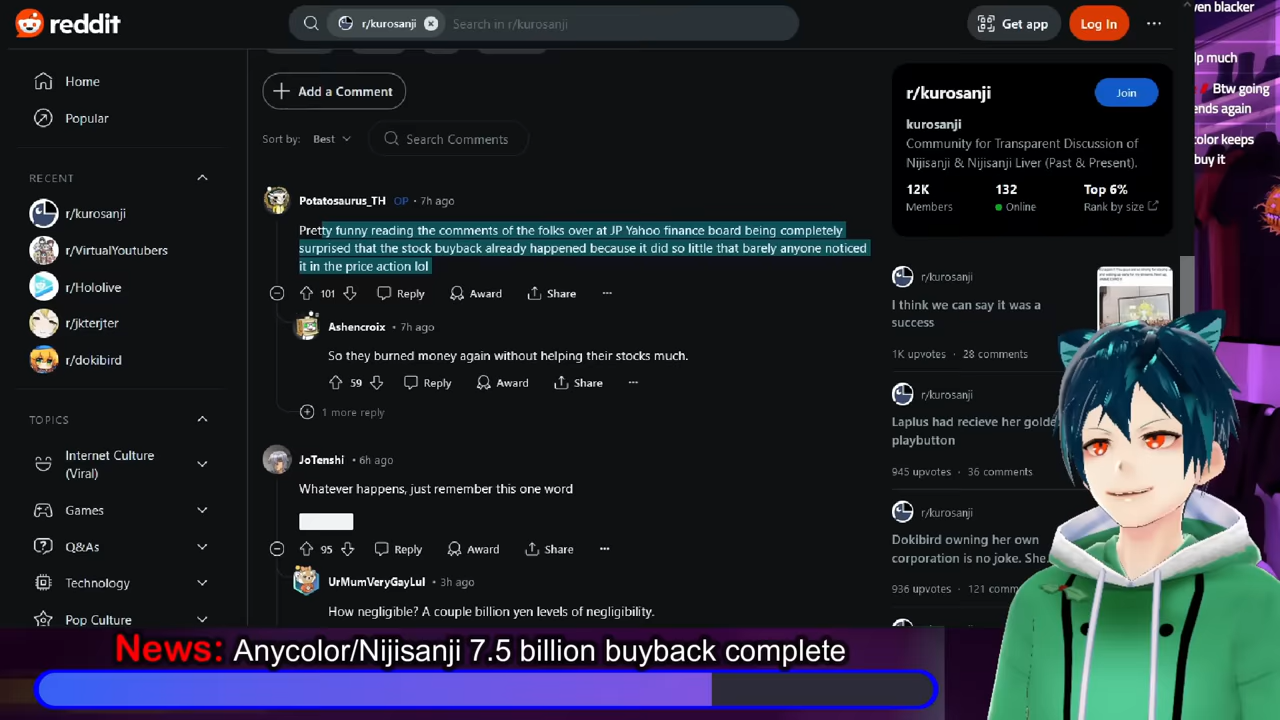 reddit
r/kurosanji
Search in r/kurosanji
Get app
Log In
ven blacker
lp much
Btw going
ends again
color keeps
buy it
Home
Popular
RECENT
r/kurosanji
r/VirtualYoutubers
r/Hololive
r/jkterjter
r/dokibird
TOPICS
Internet Culture
(Viral)
Games
Q&As
Technology
Pop Culture
Add a Comment
Sort by: Best
Search Comments
Potatosaurus_TH OP • 7h ago
Pretty funny reading the comments of the folks over at JP Yahoo finance board being completely
surprised that the stock buyback already happened because it did so little that barely anyone noticed
it in the price action lol
101 Reply Award Share
Ashencroix • 7h ago
So they burned money again without helping their stocks much.
59 Reply Award Share
1 more reply
JoTenshi • 6h ago
Whatever happens, just remember this one word
95 Reply Award Share
UrMumVeryGayLul • 3h ago
How negligible? A couple billion yen levels of negligibility.
r/kurosanji
Join
kurosanji
Community for Transparent Discussion of
Nijisanji & Nijisanji Liver (Past & Present).
12K 132 Top 6%
Members Online Rank by size
r/kurosanji
I think we can say it was a
success
1K upvotes • 28 comments
r/kurosanji
Laplus had recieve her golde
playbutton
945 upvotes • 36 comments
r/kurosanji
Dokibird owning her own
corporation is no joke. She
936 upvotes • 121 comm
News: Anycolor/Nijisanji 7.5 billion buyback complete